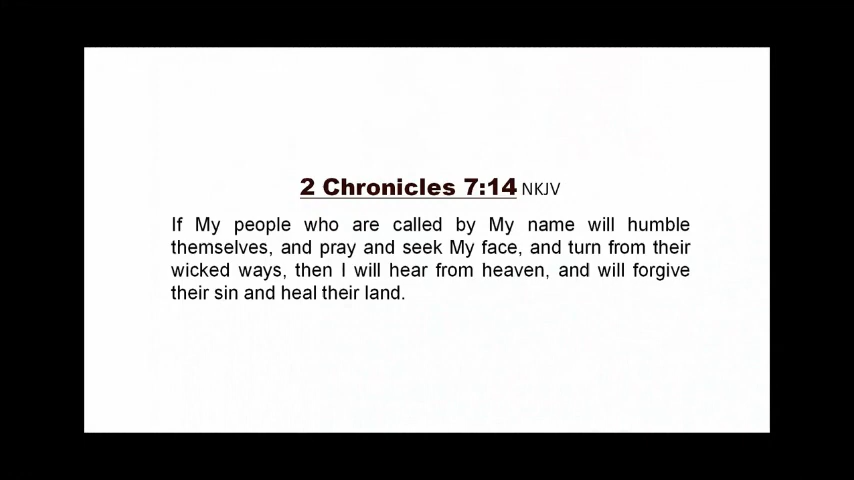 2 Chronicles 7:14 NKJV
If My people who are called by My name will humble
themselves, and pray and seek My face, and turn from their
wicked ways, then I will hear from heaven, and will forgive
their sin and heal their land.